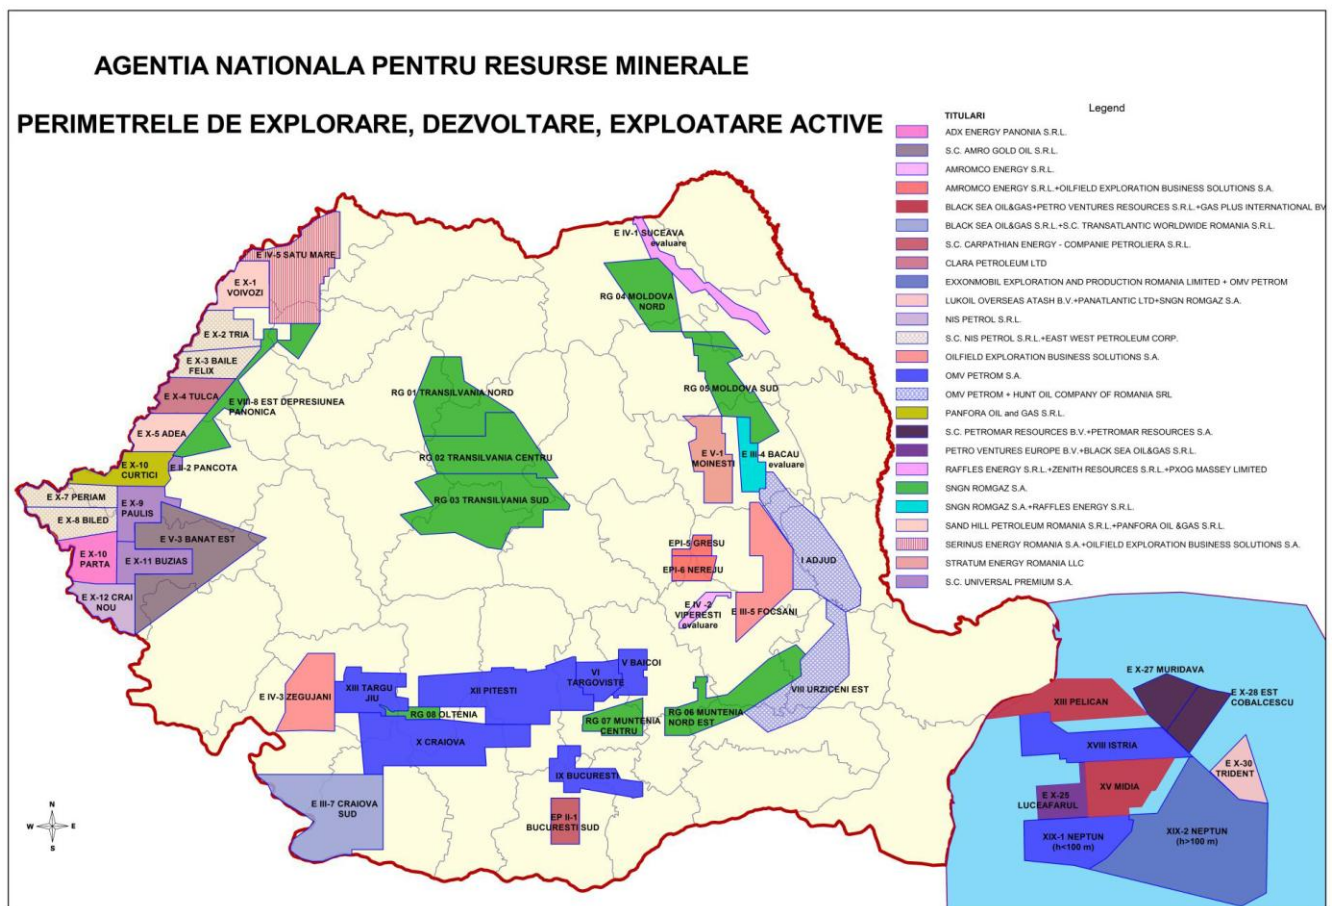 AGENTIA NATIONALA PENTRU RESURSE MINERALE
PERIMETRELE DE EXPLORARE, DEZVOLTARE, EXPLOATARE ACTIVE
Legend
TITULARI
ADX ENERGY PANONIA S.R.L.
S.C. AMRO GOLD OIL S.R.L.
AMROMCO ENERGY S.R.L.
AMROMCO ENERGY S.R.L.+OILFIELD EXPLORATION BUSINESS SOLUTIONS S.A.
BLACK SEA OIL&GAS+PETRO VENTURES RESOURCES S.R.L.+GAS PLUS INTERNATIONAL BV
BLACK SEA OIL&GAS S.R.L.+S.C. TRANSATLANTIC WORLDWIDE ROMANIA S.R.L.
S.C. CARPATHIAN ENERGY - COMPANIE PETROLIERA S.R.L.
CLARA PETROLEUM LTD
EXXONMOBIL EXPLORATION AND PRODUCTION ROMANIA LIMITED + OMV PETROM
LUKOIL OVERSEAS ATASH B.V.+PANATLANTIC LTD+SNGN ROMGAZ S.A.
NIS PETROL S.R.L.
S.C. NIS PETROL S.R.L.+EAST WEST PETROLEUM CORP.
OILFIELD EXPLORATION BUSINESS SOLUTIONS S.A.
OMV PETROM S.A.
OMV PETROM + HUNT OIL COMPANY OF ROMANIA SRL
PANFORA OIL and GAS S.R.L.
S.C. PETROMAR RESOURCES B.V.+PETROMAR RESOURCES S.A.
PETRO VENTURES EUROPE B.V.+BLACK SEA OIL&GAS S.R.L.
RAFFLES ENERGY S.R.L.+ZENITH RESOURCES S.R.L.+PXOG MASSEY LIMITED
SNGN ROMGAZ S.A.
SNGN ROMGAZ S.A.+RAFFLES ENERGY S.R.L.
SAND HILL PETROLEUM ROMANIA S.R.L.+PANFORA OIL &GAS S.R.L.
SERINUS ENERGY ROMANIA S.A.+OILFIELD EXPLORATION BUSINESS SOLUTIONS S.A.
STRATUM ENERGY ROMANIA LLC
S.C. UNIVERSAL PREMIUM S.A.
E IV-1 SUCEAVA
evaluare
E IV-5 SATU MARE
E X-1
VOIVOZI
RG 04 MOLDOVA
NORD
E X-2 TRIA
E X-3 BAILE
FELIX
E X-4 TULCA
E VIII-8 EST DEPRESIUNEA
PANONICA
RG 01 TRANSILVANIA NORD
RG 05 MOLDOVA SUD
E X-5 ADEA
E X-10
CURTICI
E II-2 PANCOTA
RG 02 TRANSILVANIA CENTRU
E V-1
MOINESTI
E III-4 BACAU
evaluare
E X-7 PERIAM
E X-9
PAULIS
RG 03 TRANSILVANIA SUD
E X-8 BILED
E V-3 BANAT EST
EPI-5 GRESU
E X-10
PARTA
E X-11 BUZIAS
EPI-6 NEREJU
I ADJUD
E X-12 CRAI
NOU
E IV -2
VIPERESTI
evaluare
E III-5 FOCSANI
E IV-3 ZEGUJANI
XIII TARGU
JIU
XII PITESTI
VI
TARGOVISTE
V BAICOI
VIII URZICENI EST
RG 08 OLTENIA
RG 07 MUNTENIA
CENTRU
RG 06 MUNTENIA
NORD EST
X CRAIOVA
IX BUCURESTI
E III-7 CRAIOVA
SUD
EP II-1
BUCURESTI SUD
E X-27 MURIDAVA
E X-28 EST
COBALCESCU
XIII PELICAN
XVIII ISTRIA
E X-30
TRIDENT
XV MIDIA
E X-25
LUCEAFARUL
XIX-1 NEPTUN
(h<100 m)
XIX-2 NEPTUN
(h>100 m)
N
W E
S